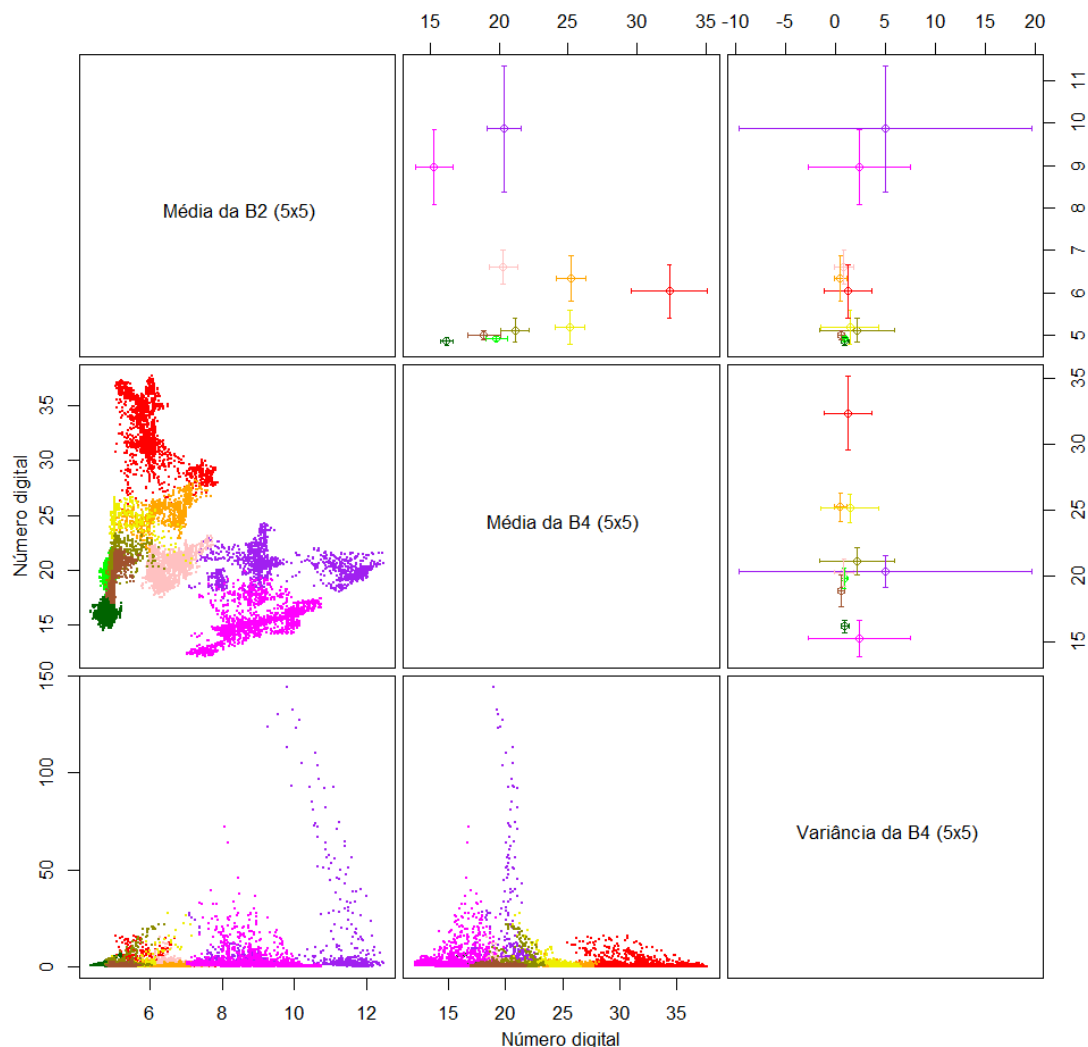 15 20 25 30 35 -10 -5 0 5 10 15 20
Média da B2 (5x5)
5 6 7 8 9 10 11
Número digital
15 20 25 30 35
Média da B4 (5x5)
15 20 25 30 35
0 50 100 150
Variância da B4 (5x5)
6 8 10 12 15 20 25 30 35
Número digital